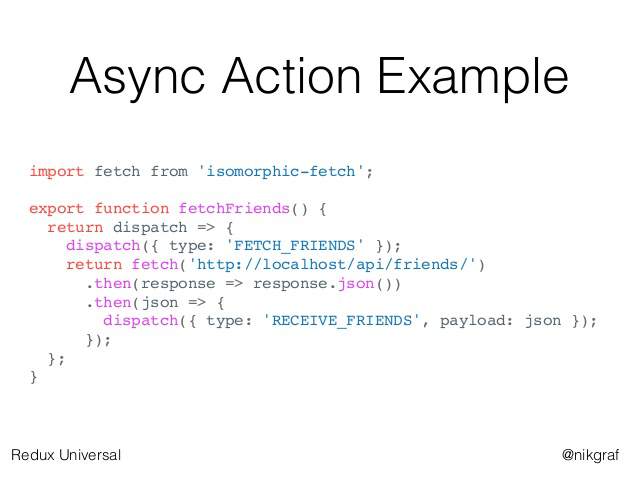 Async Action Example
import fetch from 'isomorphic-fetch';
export function fetchFriends() {
return dispatch => {
dispatch({ type: 'FETCH_FRIENDS' });
return fetch('http://localhost/api/friends/')
.then(response => response.json())
.then(json => {
dispatch({ type: 'RECEIVE_FRIENDS', payload: json });
});
};
}
Redux Universal
@nikgraf